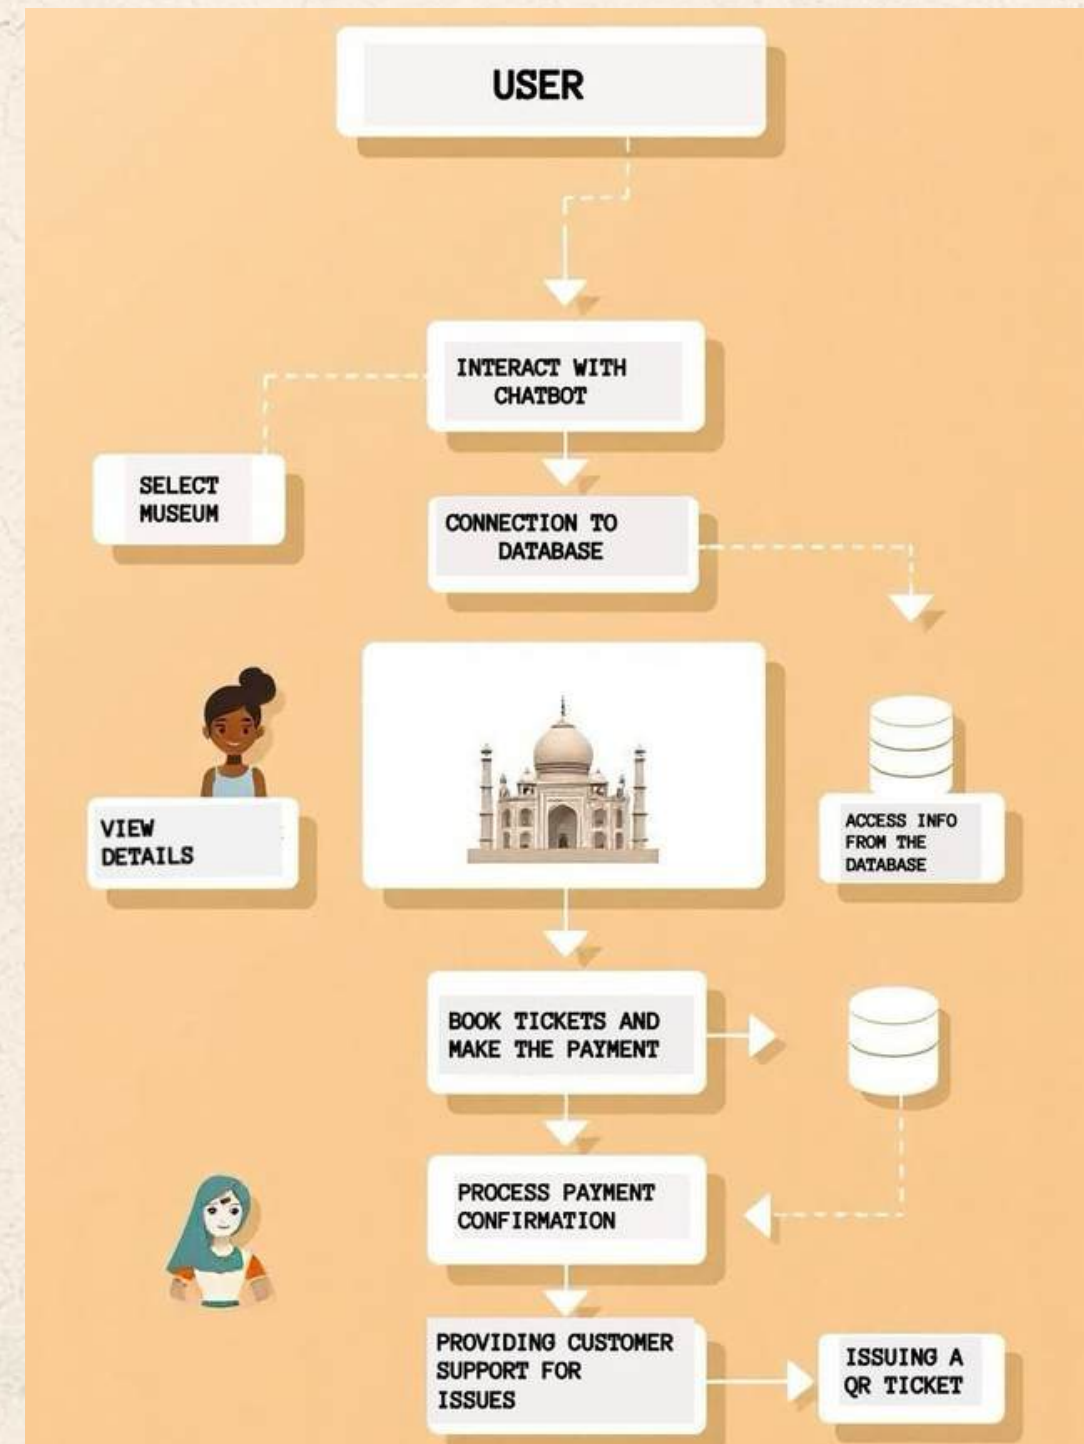 USER
INTERACT WITH
CHATBOT
SELECT
MUSEUM
CONNECTION TO
DATABASE
VIEW
DETAILS
ACCESS INFO
FROM THE
DATABASE
BOOK TICKETS AND
MAKE THE PAYMENT
PROCESS PAYMENT
CONFIRMATION
PROVIDING CUSTOMER
SUPPORT FOR
ISSUES
ISSUING A
QR TICKET